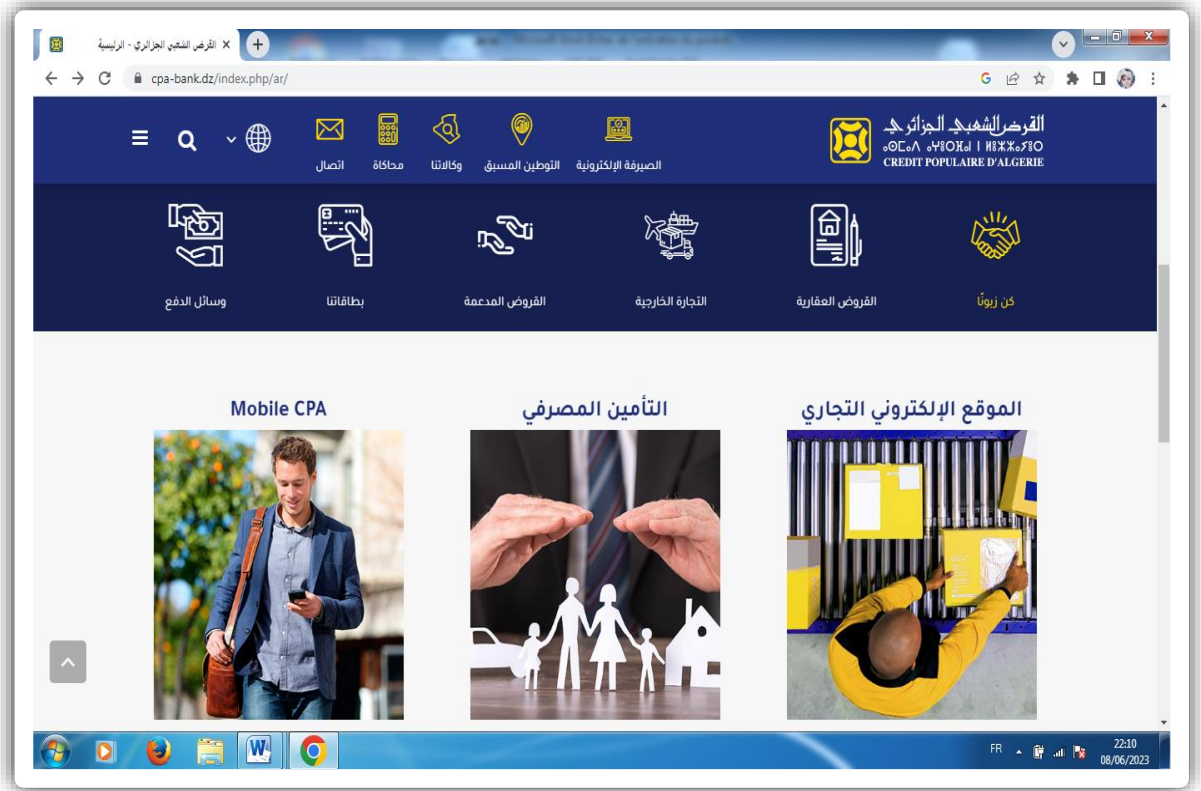 القرض الشعبي الجزائري - الرئيسية
cpa-bank.dz/index.php/ar/
القرض الشعبي الجزائري
CREDIT POPULAIRE D'ALGERIE
الصيرفة الإلكترونية
التوطين المسبق
وكالاتنا
محاكاة
اتصال
كن زبونًا
القروض العقارية
التجارة الخارجية
القروض المدعمة
بطاقاتنا
وسائل الدفع
الموقع الإلكتروني التجاري
التأمين المصرفي
Mobile CPA
FR
22:10
08/06/2023